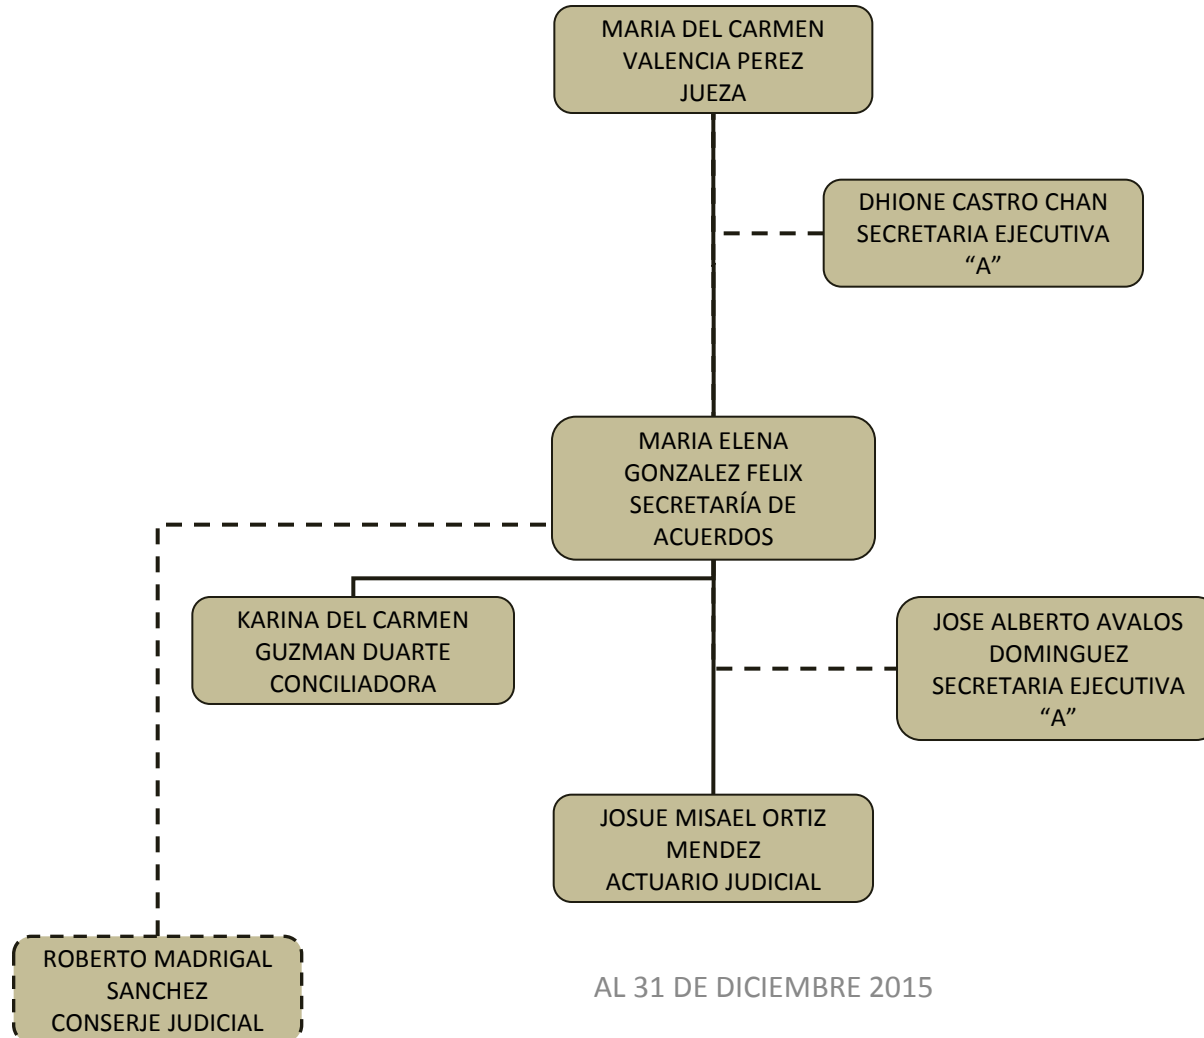 MARIA DEL CARMEN
VALENCIA PEREZ
JUEZA
DHIONE CASTRO CHAN
SECRETARIA EJECUTIVA
“A”
MARIA ELENA
GONZALEZ FELIX
SECRETARÍA DE
ACUERDOS
KARINA DEL CARMEN
GUZMAN DUARTE
CONCILIADORA
JOSE ALBERTO AVALOS
DOMINGUEZ
SECRETARIA EJECUTIVA
“A”
JOSUE MISAEL ORTIZ
MENDEZ
ACTUARIO JUDICIAL
ROBERTO MADRIGAL
SANCHEZ
CONSERJE JUDICIAL
AL 31 DE DICIEMBRE 2015